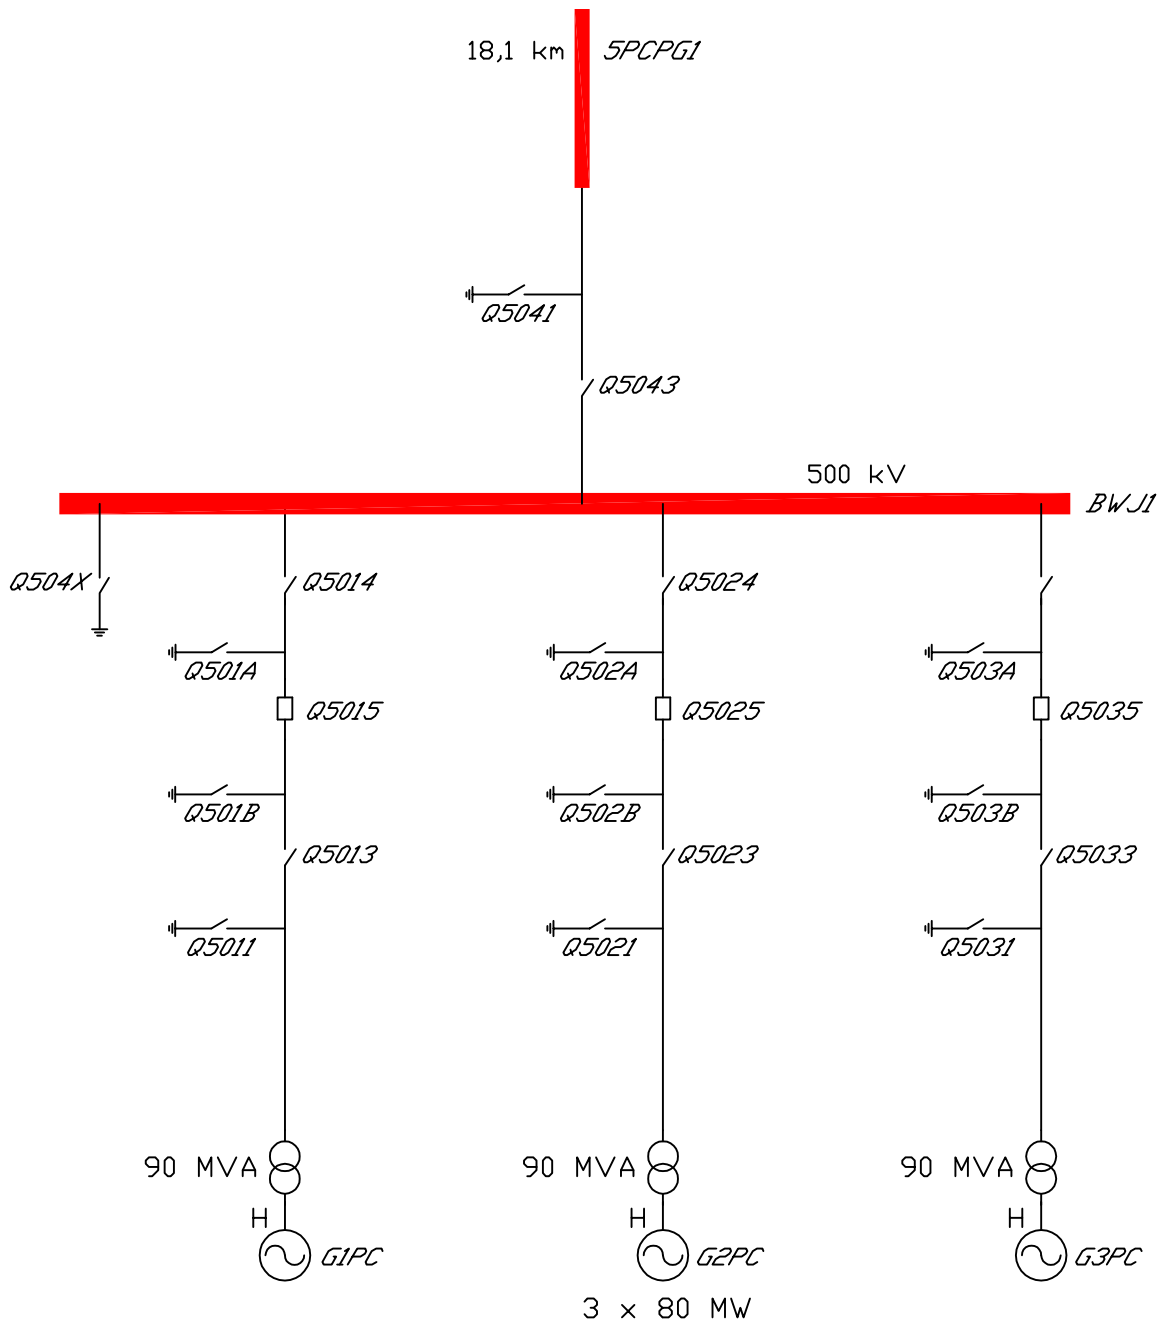 18,1 km 5PCPG1
Q5041
Q5043
500 kV
BWJ1
Q504X Q5014 Q5024
Q501A Q502A Q503A
Q5015 Q5025 Q5035
Q501B Q502B Q503B
Q5013 Q5023 Q5033
Q5011 Q5021 Q5031
90 MVA 90 MVA 90 MVA
H H H
G1PC G2PC G3PC
3 x 80 MW